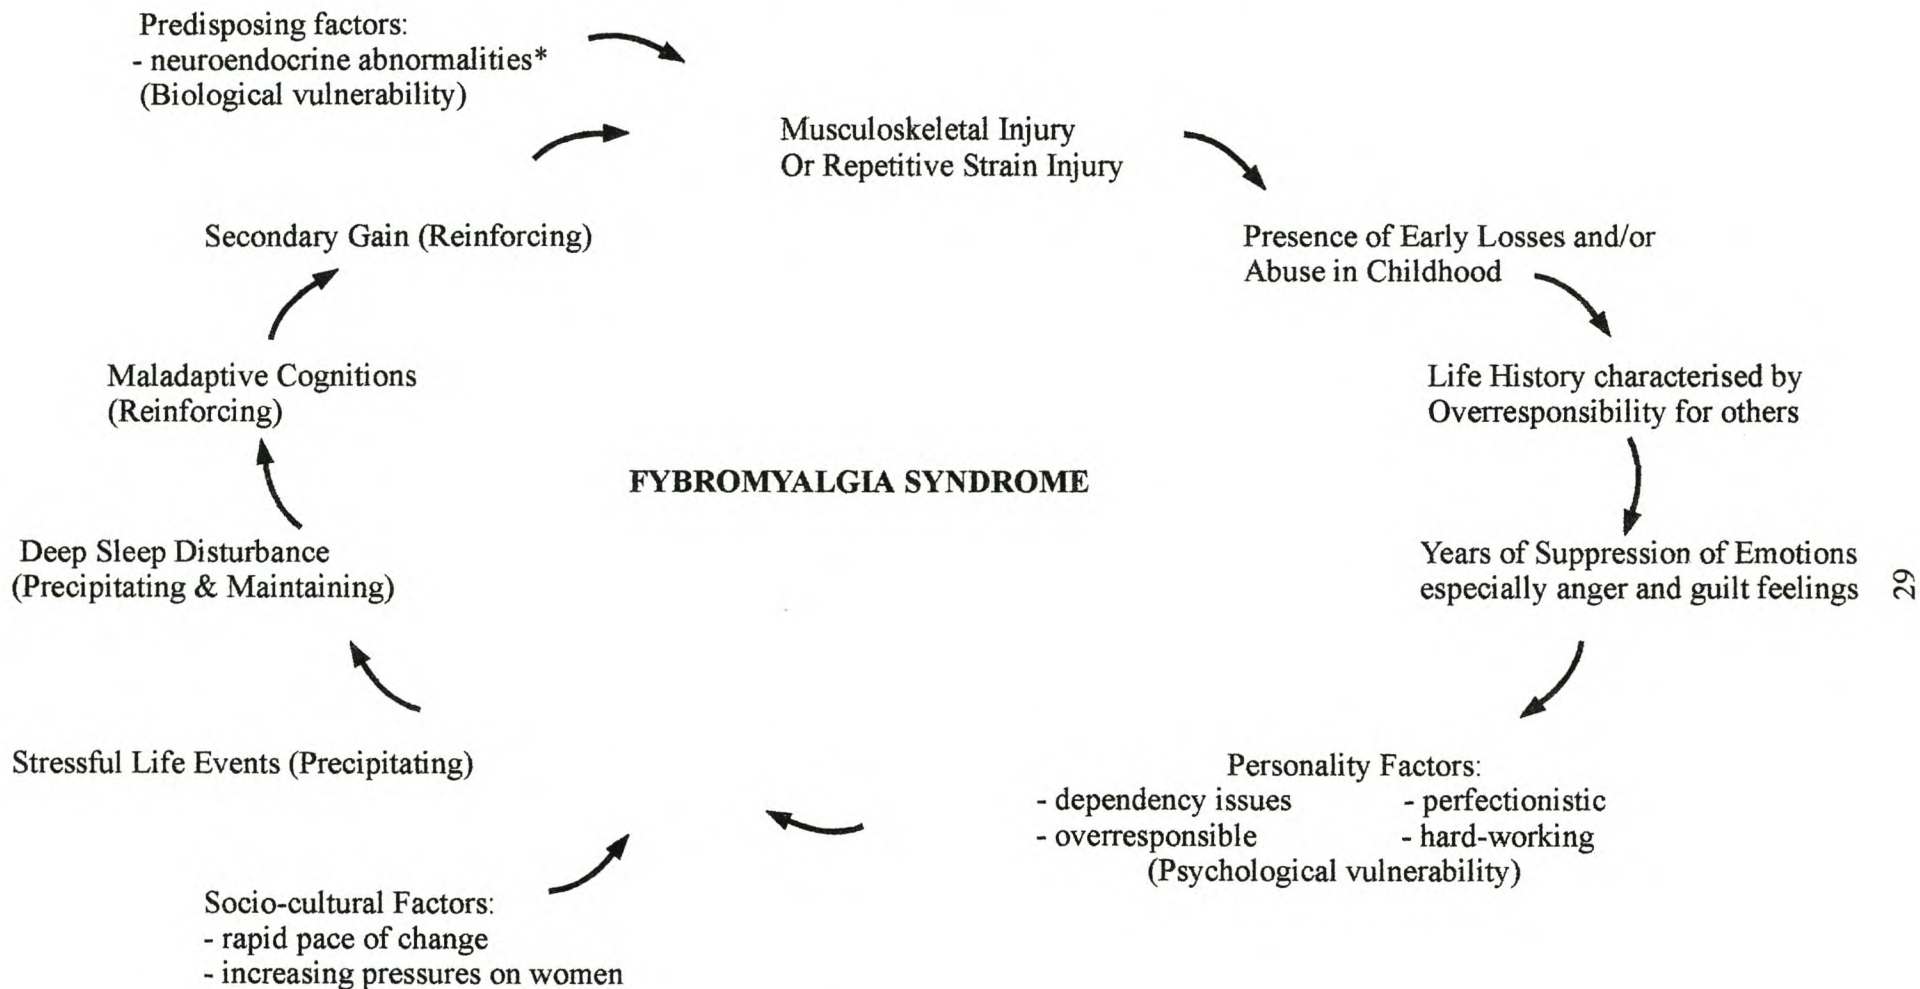 Predisposing factors:
- neuroendocrine abnormalities*
(Biological vulnerability)
Musculoskeletal Injury
Or Repetitive Strain Injury
Secondary Gain (Reinforcing)
Presence of Early Losses and/or
Abuse in Childhood
Maladaptive Cognitions
(Reinforcing)
Life History characterised by
Overresponsibility for others
FYBROMYALGIA SYNDROME
Deep Sleep Disturbance
(Precipitating & Maintaining)
Years of Suppression of Emotions
especially anger and guilt feelings
29
Stressful Life Events (Precipitating)
Personality Factors:
- dependency issues - perfectionistic
- overresponsible - hard-working
(Psychological vulnerability)
Socio-cultural Factors:
- rapid pace of change
- increasing pressures on women